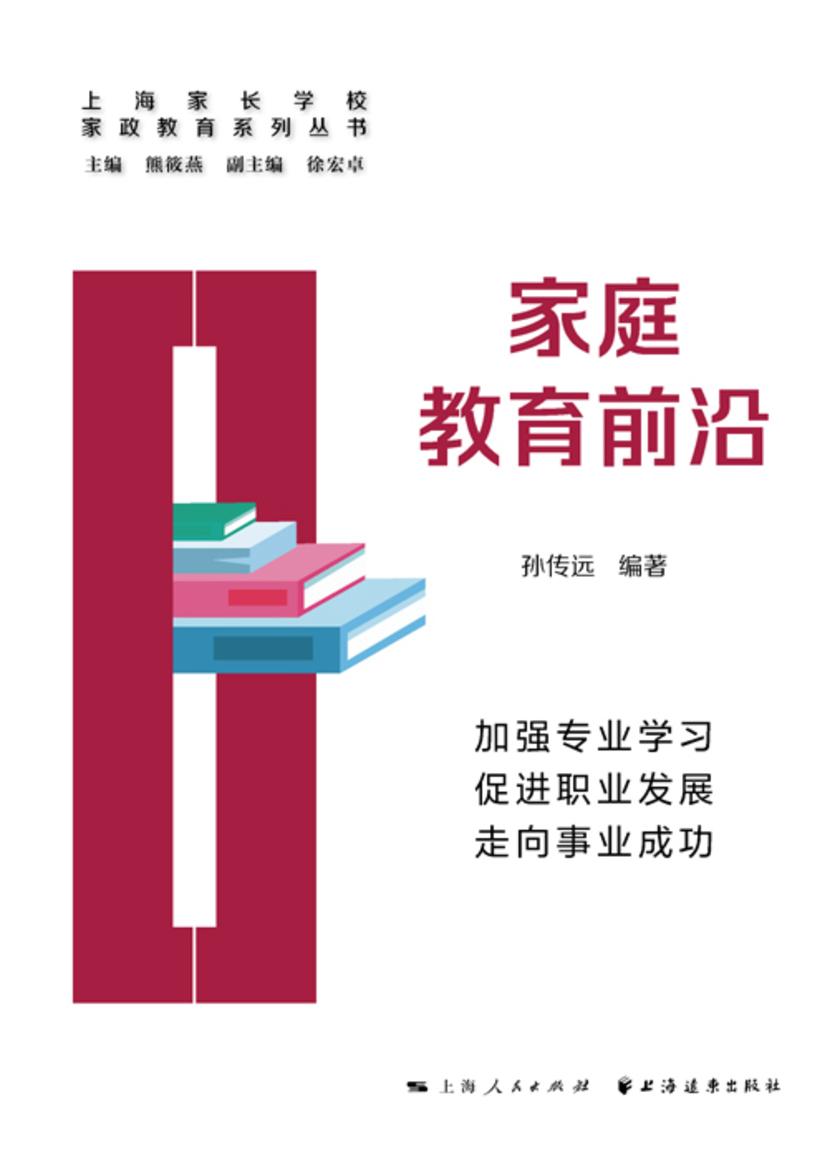 上海家长学校
家政教育系列丛书
主编 熊筱燕 副主编 徐宏卓
家庭
教育前沿
孙传远 编著
加强专业学习
促进职业发展
走向事业成功
上海人民出版社 上海远东出版社